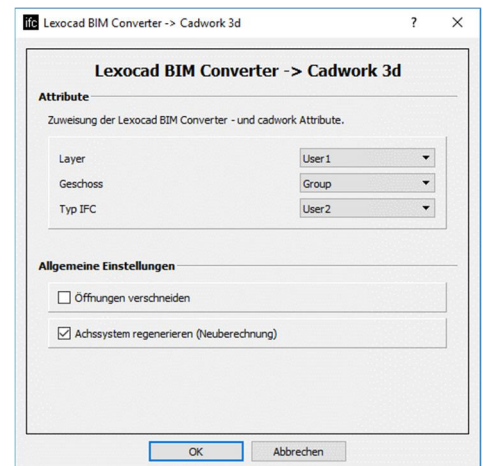 ifc Lexocad BIM Converter -> Cadwork 3d ? ×
Lexocad BIM Converter -> Cadwork 3d
Attribute
Zuweisung der Lexocad BIM Converter - und cadwork Attribute.
Layer User1
Geschoss Group
Typ IFC User2
Allgemeine Einstellungen
Öffnungen verschneiden
Achssystem regenerieren (Neuberechnung)
OK Abbrechen